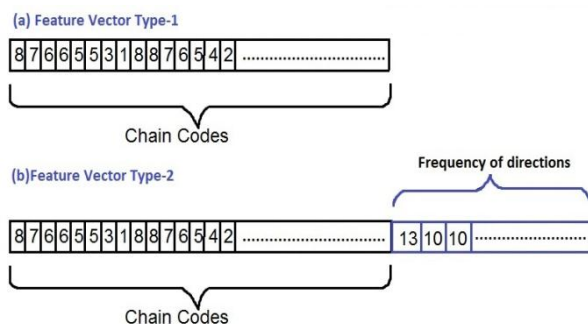 (a) Feature Vector Type-1
8 7 6 6 5 5 3 1 8 8 7 6 5 4 2 ....................................
Chain Codes
Frequency of directions
(b)Feature Vector Type-2
8 7 6 6 5 5 3 1 8 8 7 6 5 4 2 .................................... 13 10 10 ............................
Chain Codes